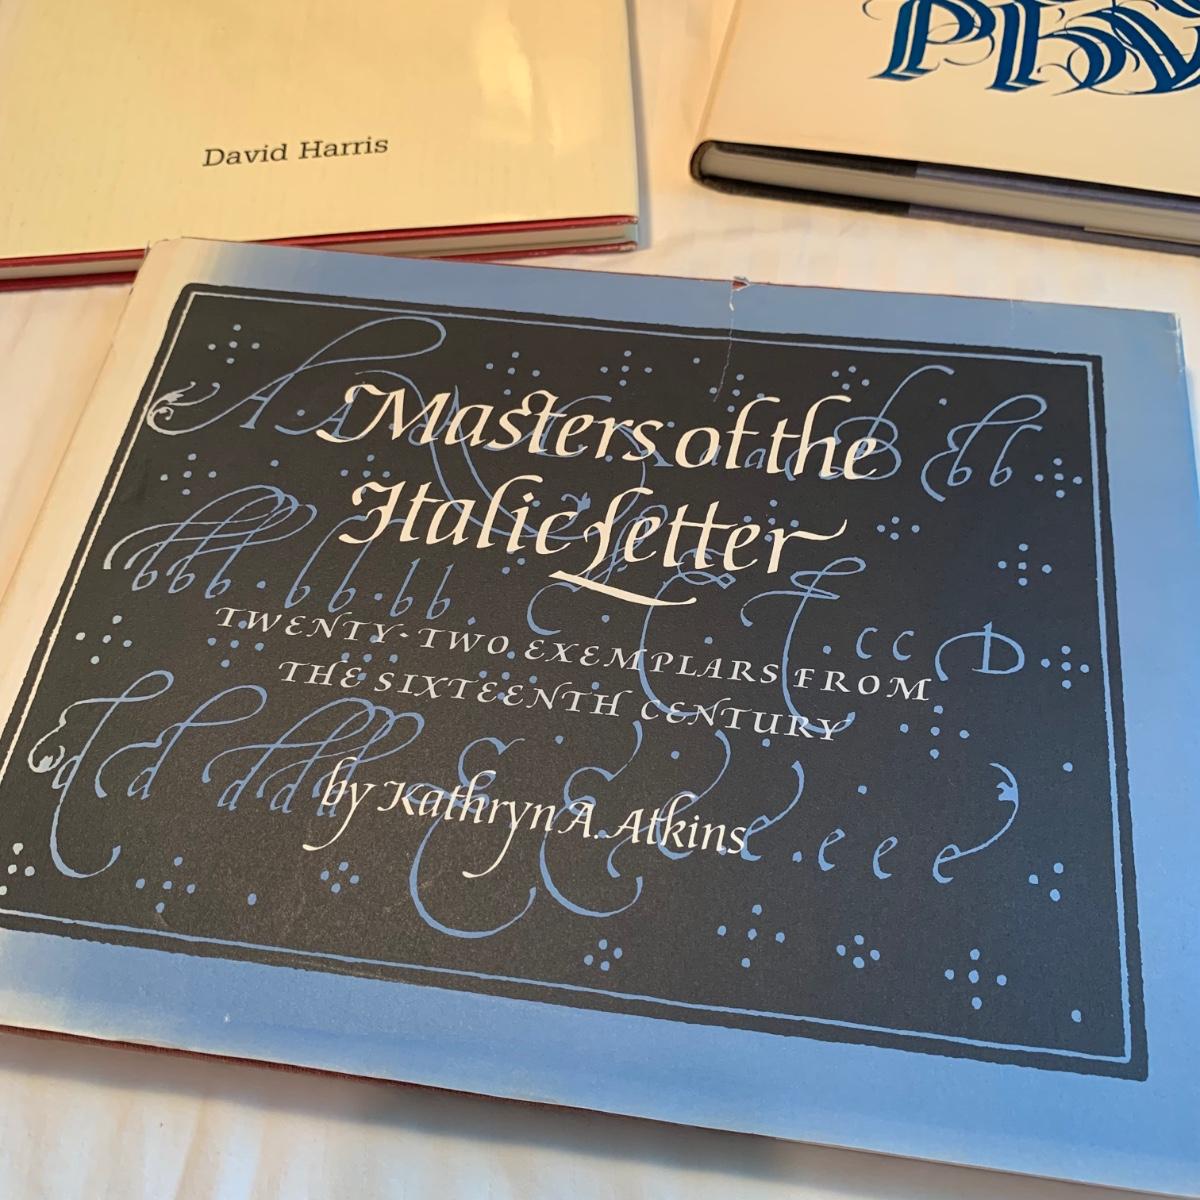 David Harris
Masters of the
Italic Letter
TWENTY-TWO EXEMPLARS FROM
THE SIXTEENTH CENTURY
by Kathryn A. Atkins